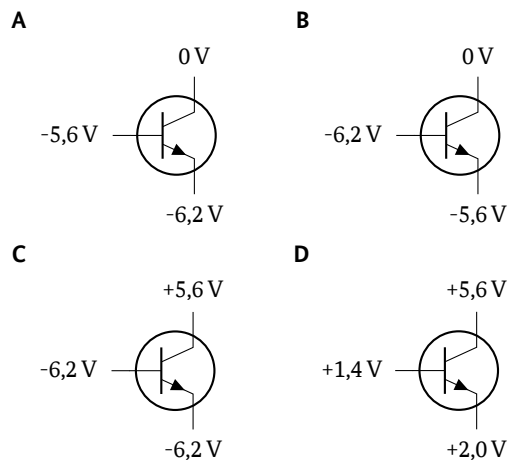 A
0 V
-5,6 V
-6,2 V
B
0 V
-6,2 V
-5,6 V
C
+5,6 V
-6,2 V
-6,2 V
D
+5,6 V
+1,4 V
+2,0 V